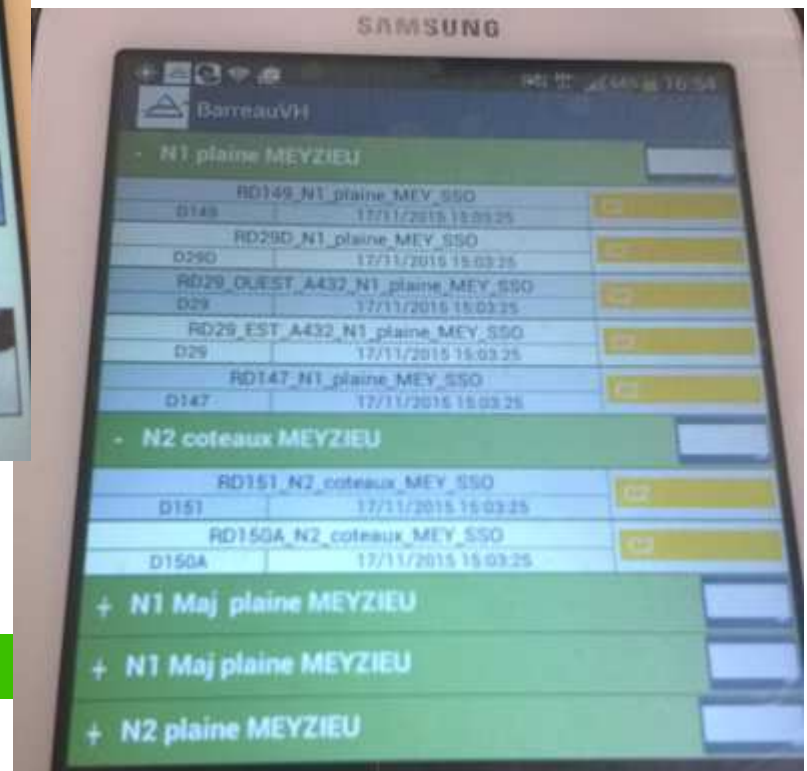 SAMSUNG
16:54
BarreauVH
- N1 plaine MEYZIEU
RD149_N1_plaine_MEY_SSO
D149 17/11/2015 15:03:25
RD29D_N1_plaine_MEY_SSO
D29D 17/11/2015 15:03:25
RD29_OUEST_A432_N1_plaine_MEY_SSO
D29 17/11/2015 15:03:25
RD29_EST_A432_N1_plaine_MEY_SSO
D29 17/11/2015 15:03:25
RD147_N1_plaine_MEY_SSO
D147 17/11/2015 15:03:25
- N2 coteaux MEYZIEU
RD151_N2_coteaux_MEY_SSO
D151 17/11/2015 15:03:25
RD150A_N2_coteaux_MEY_SSO
D150A 17/11/2015 15:03:25
+ N1 Maj plaine MEYZIEU
+ N1 Maj plaine MEYZIEU
+ N2 plaine MEYZIEU